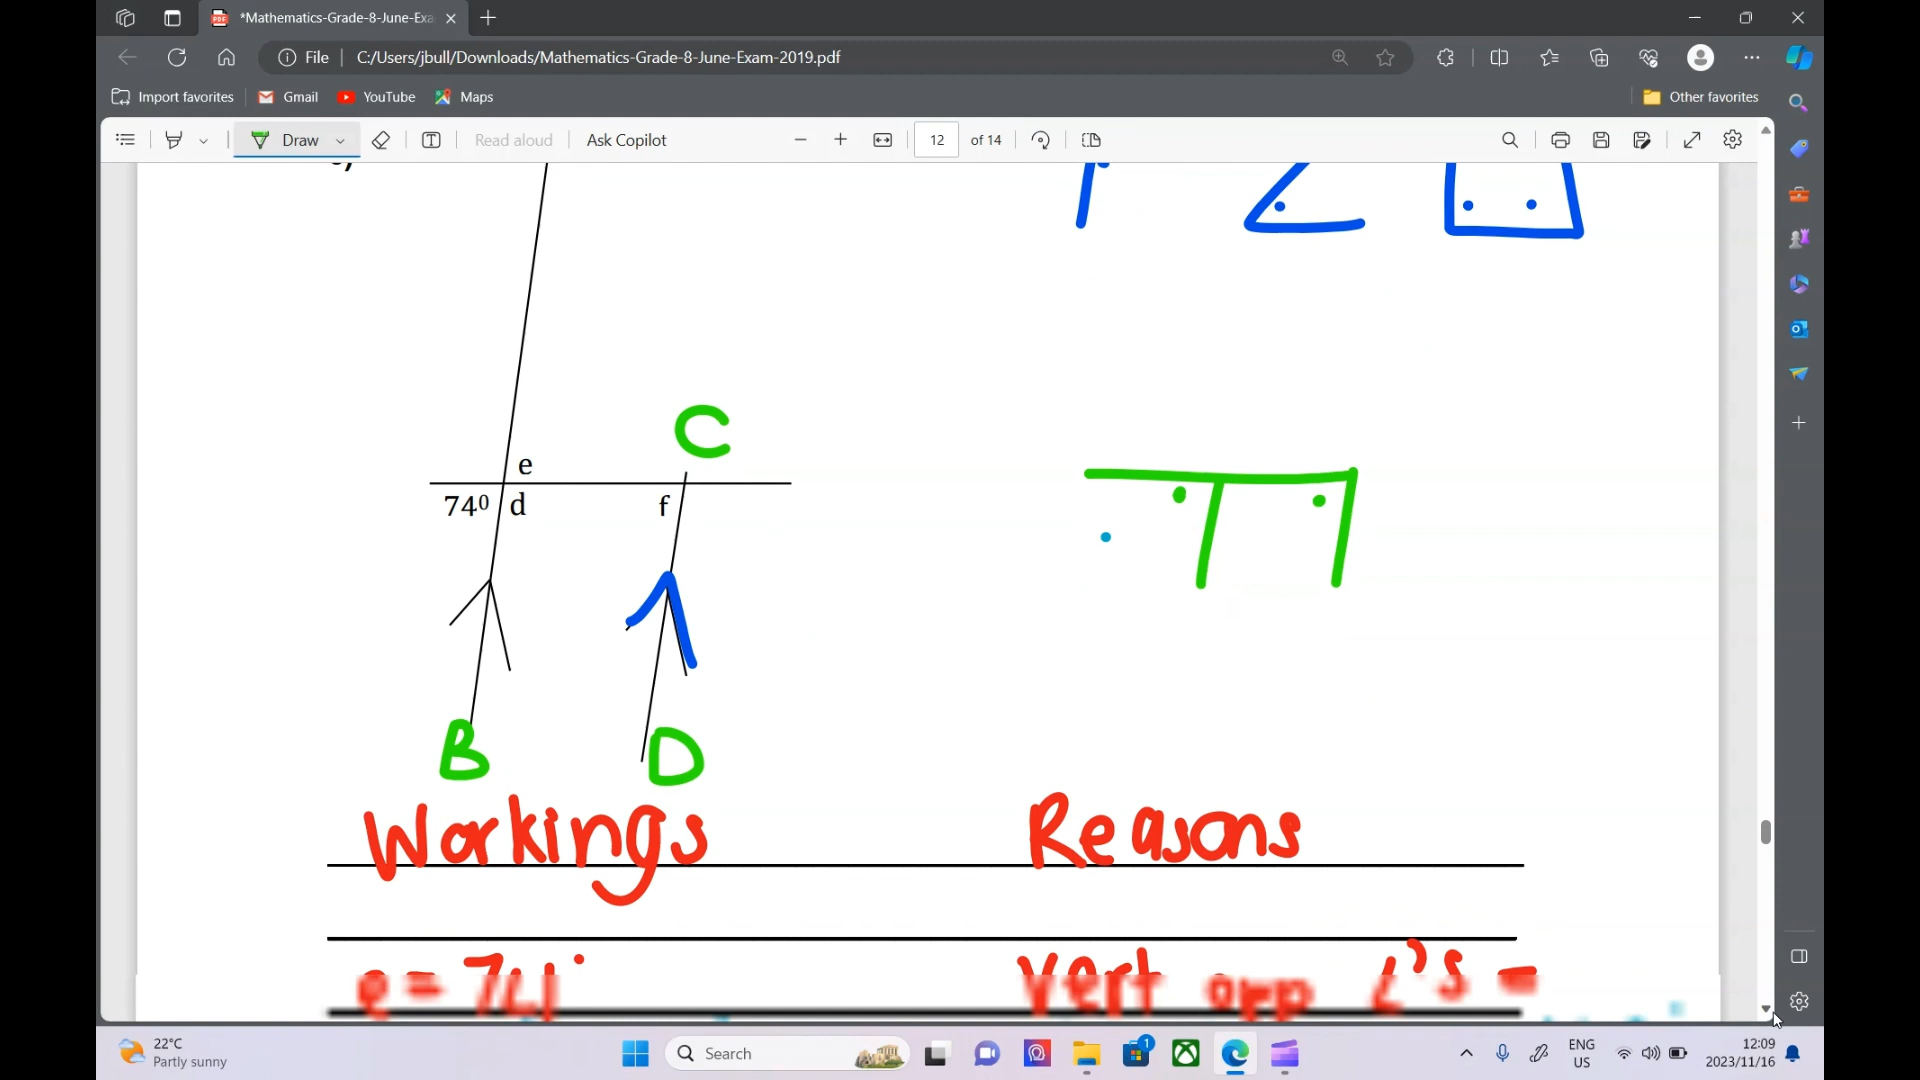 *Mathematics-Grade-8-June-Exa
File C:/Users/jbull/Downloads/Mathematics-Grade-8-June-Exam-2019.pdf
Import favorites Gmail YouTube Maps Other favorites
Draw Read aloud Ask Copilot 12 of 14
C
e
74⁰ d f
B D
Workings Reasons
e = 74° Vert opp ∠'s =
22°C
Partly sunny
Search
1
ENG
US
12:09
2023/11/16